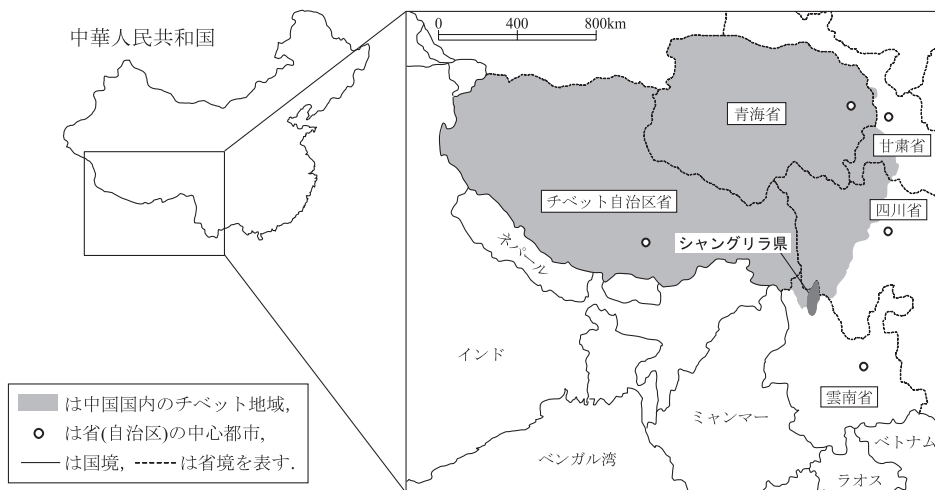 中華人民共和国
0 400 800km
青海省
甘粛省
チベット自治区省
四川省
シャングリラ県
ネパール
インド
雲南省
ミャンマー
ベトナム
ベンガル湾
ラオス
は中国国内のチベット地域,
は省(自治区)の中心都市,
は国境, は省境を表す.